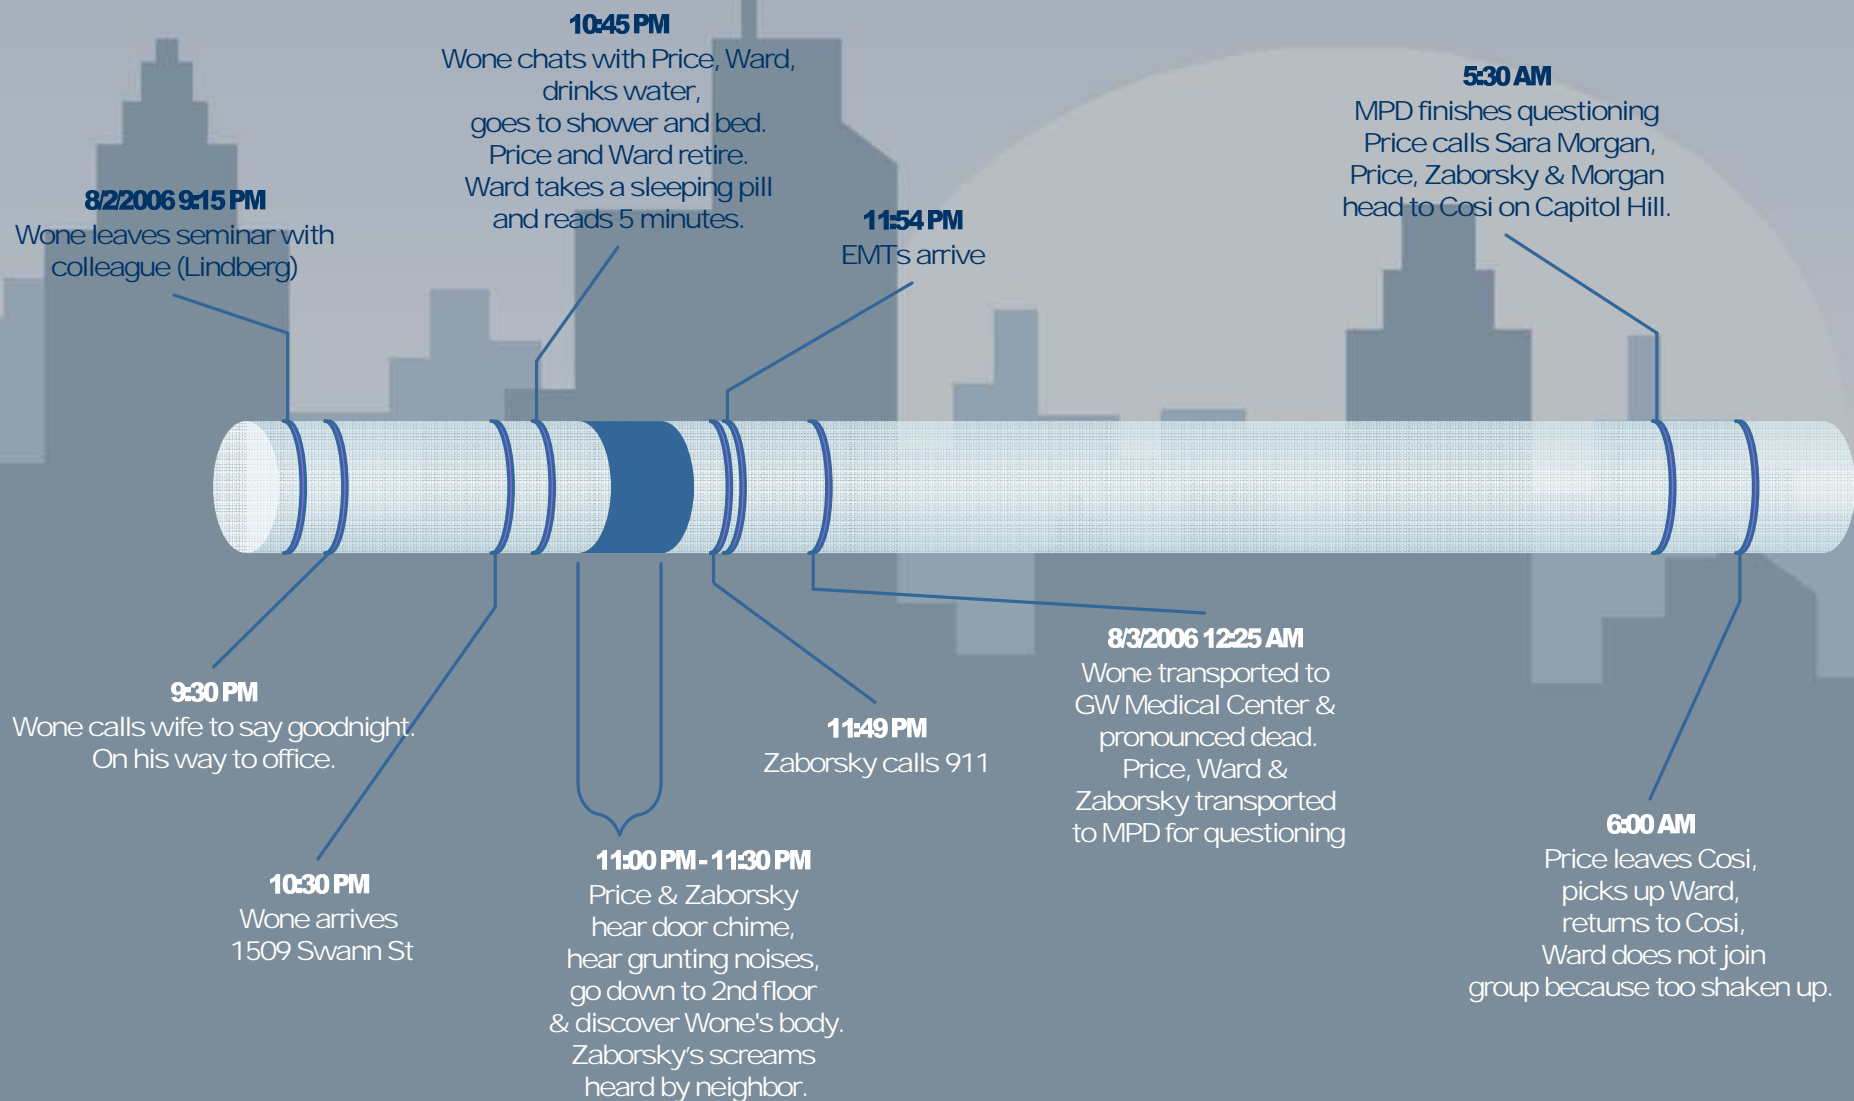 8/2/2006 9:15 PM
Wone leaves seminar with
colleague (Lindberg)
9:30 PM
Wone calls wife to say goodnight.
On his way to office.
10:30 PM
Wone arrives
1509 Swann St
10:45 PM
Wone chats with Price, Ward,
drinks water,
goes to shower and bed.
Price and Ward retire.
Ward takes a sleeping pill
and reads 5 minutes.
11:00 PM - 11:30 PM
Price & Zaborsky
hear door chime,
hear grunting noises,
go down to 2nd floor
& discover Wone's body.
Zaborsky's screams
heard by neighbor.
11:49 PM
Zaborsky calls 911
11:54 PM
EMTs arrive
8/3/2006 12:25 AM
Wone transported to
GW Medical Center &
pronounced dead.
Price, Ward &
Zaborsky transported
to MPD for questioning
5:30 AM
MPD finishes questioning
Price calls Sara Morgan,
Price, Zaborsky & Morgan
head to Cosi on Capitol Hill.
6:00 AM
Price leaves Cosi,
picks up Ward,
returns to Cosi,
Ward does not join
group because too shaken up.